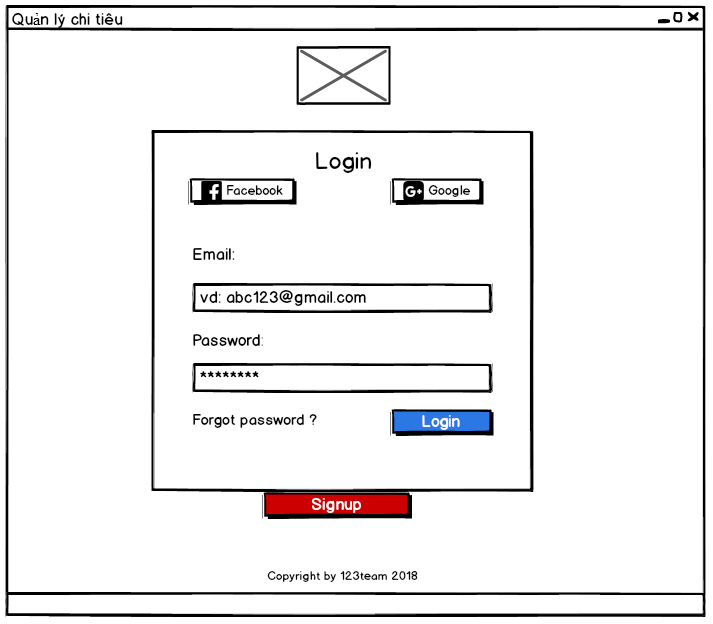 Quản lý chi tiêu
Login
Facebook
Google
Email:
vd: abc123@gmail.com
Password:
********
Forgot password ?
Login
Signup
Copyright by 123team 2018